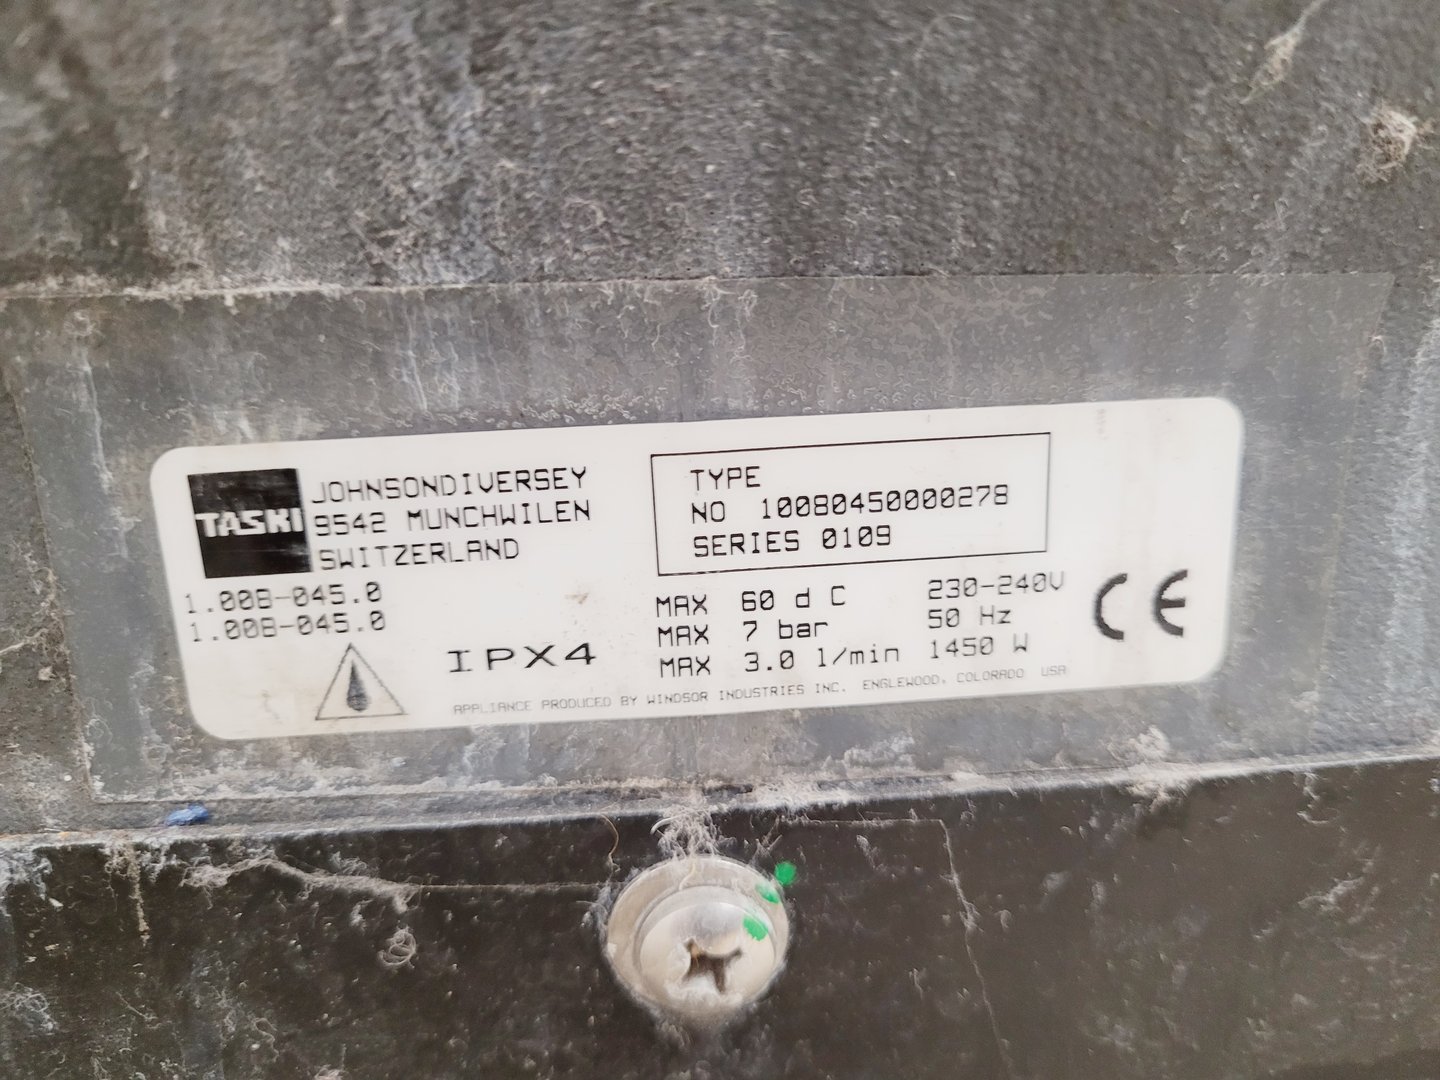 TASKI
JOHNSONDIVERSEY
9542 MUNCHWILEN
SWITZERLAND
1.008-045.0
1.008-045.0
IPX4
TYPE
NO 10080450000278
SERIES 0109
MAX 60 d C 230-240V
MAX 7 bar 50 Hz
MAX 3.0 l/min 1450 W
CE
APPLIANCE PRODUCED BY WINDSOR INDUSTRIES INC. ENGLEWOOD, COLORADO USA